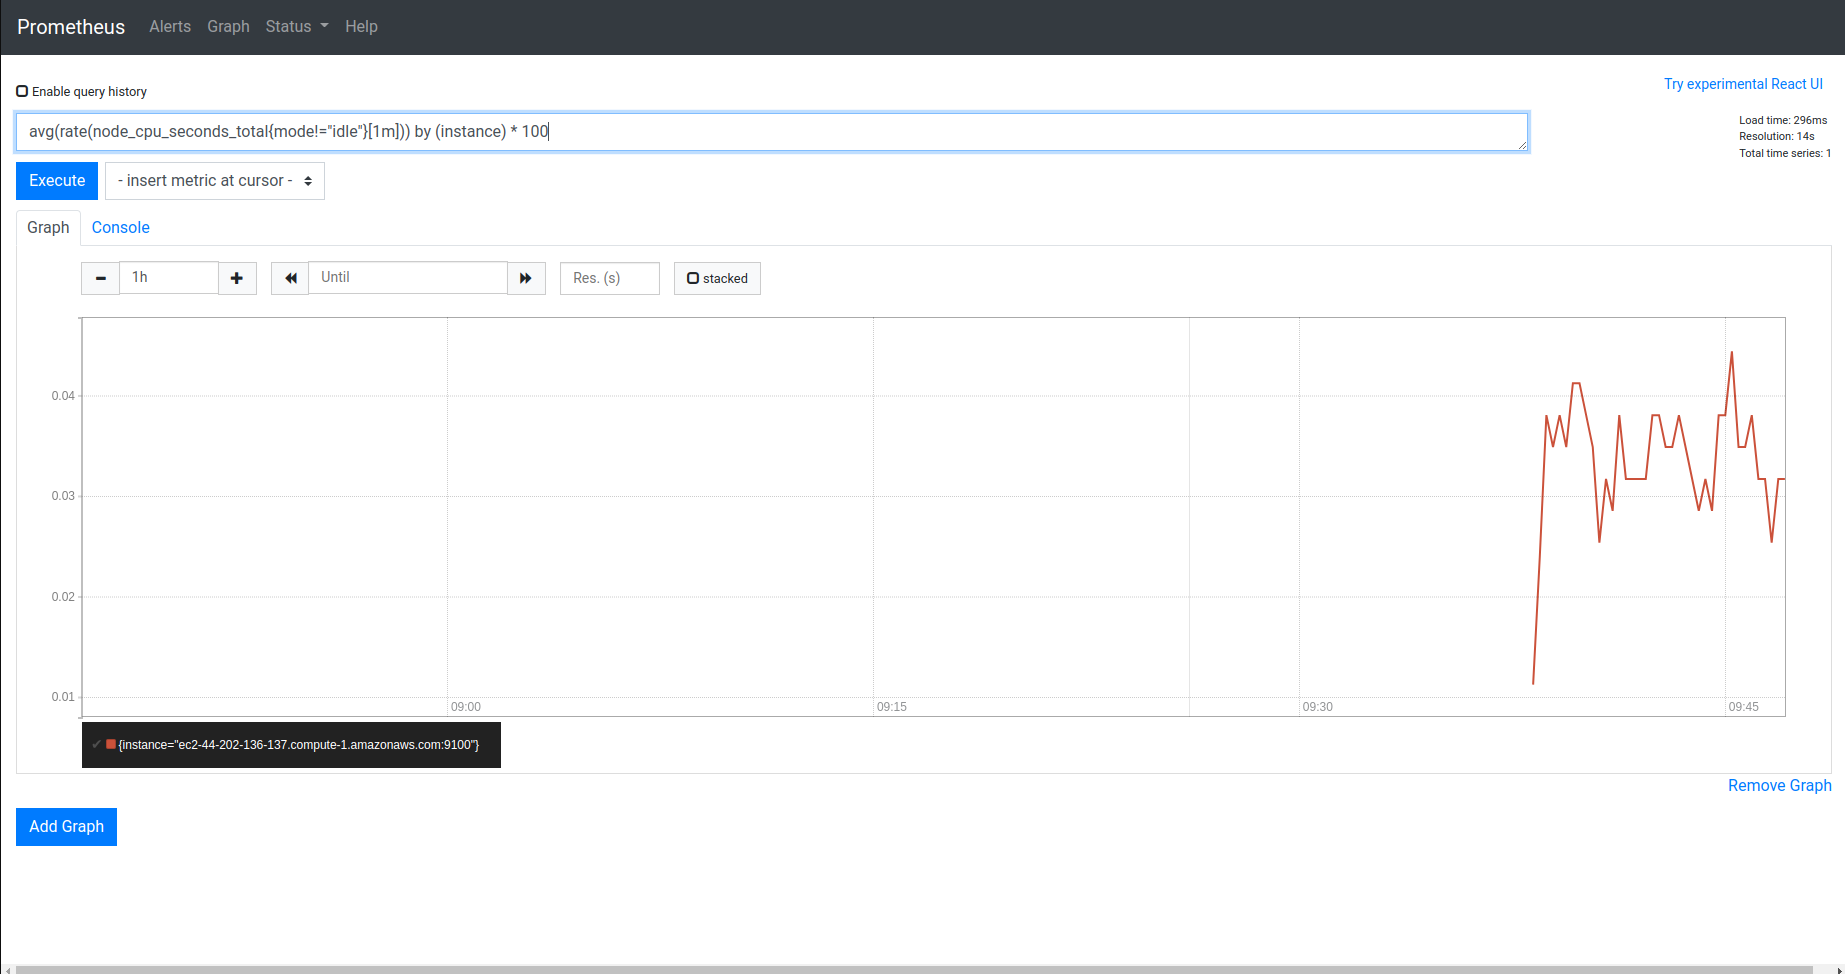 Prometheus Alerts Graph Status Help
Enable query history
Try experimental React UI
avg(rate(node_cpu_seconds_total{mode!="idle"}[1m])) by (instance) * 100
Load time: 296ms
Resolution: 14s
Total time series: 1
Execute - insert metric at cursor -
Graph Console
1h Until Res. (s) stacked
0.04
0.03
0.02
0.01
09:00 09:15 09:30 09:45
{instance="ec2-44-202-136-137.compute-1.amazonaws.com:9100"}
Remove Graph
Add Graph